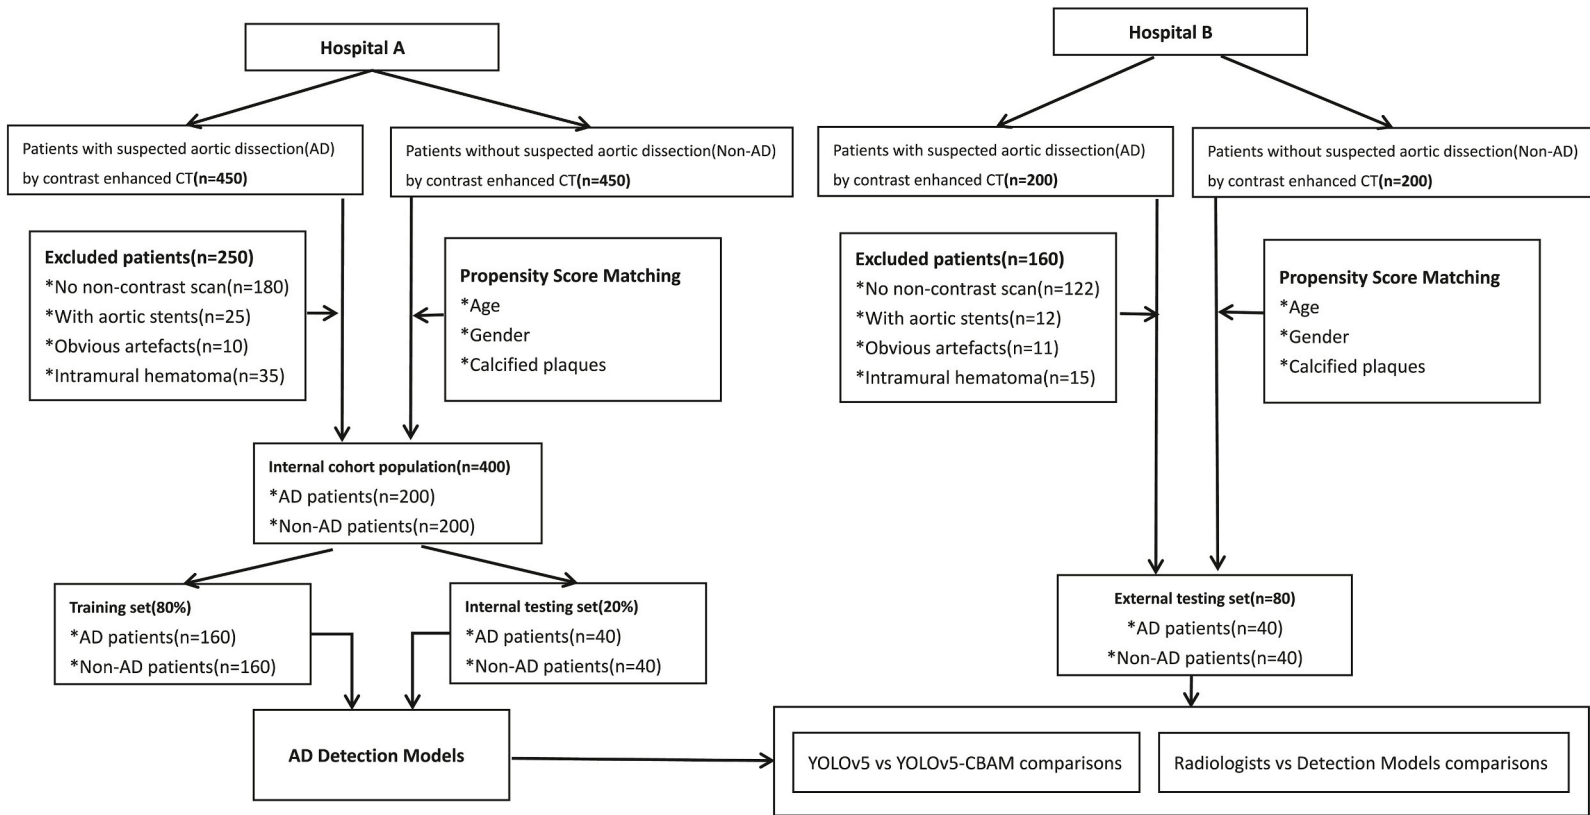 Hospital A
Patients with suspected aortic dissection(AD)
by contrast enhanced CT(n=450)
Patients without suspected aortic dissection(Non-AD)
by contrast enhanced CT(n=450)
Excluded patients(n=250)
*No non-contrast scan(n=180)
*With aortic stents(n=25)
*Obvious artefacts(n=10)
*Intramural hematoma(n=35)
Propensity Score Matching
*Age
*Gender
*Calcified plaques
Internal cohort population(n=400)
*AD patients(n=200)
*Non-AD patients(n=200)
Training set(80%)
*AD patients(n=160)
*Non-AD patients(n=160)
Internal testing set(20%)
*AD patients(n=40)
*Non-AD patients(n=40)
AD Detection Models
Hospital B
Patients with suspected aortic dissection(AD)
by contrast enhanced CT(n=200)
Patients without suspected aortic dissection(Non-AD)
by contrast enhanced CT(n=200)
Excluded patients(n=160)
*No non-contrast scan(n=122)
*With aortic stents(n=12)
*Obvious artefacts(n=11)
*Intramural hematoma(n=15)
Propensity Score Matching
*Age
*Gender
*Calcified plaques
External testing set(n=80)
*AD patients(n=40)
*Non-AD patients(n=40)
YOLOv5 vs YOLOv5-CBAM comparisons
Radiologists vs Detection Models comparisons